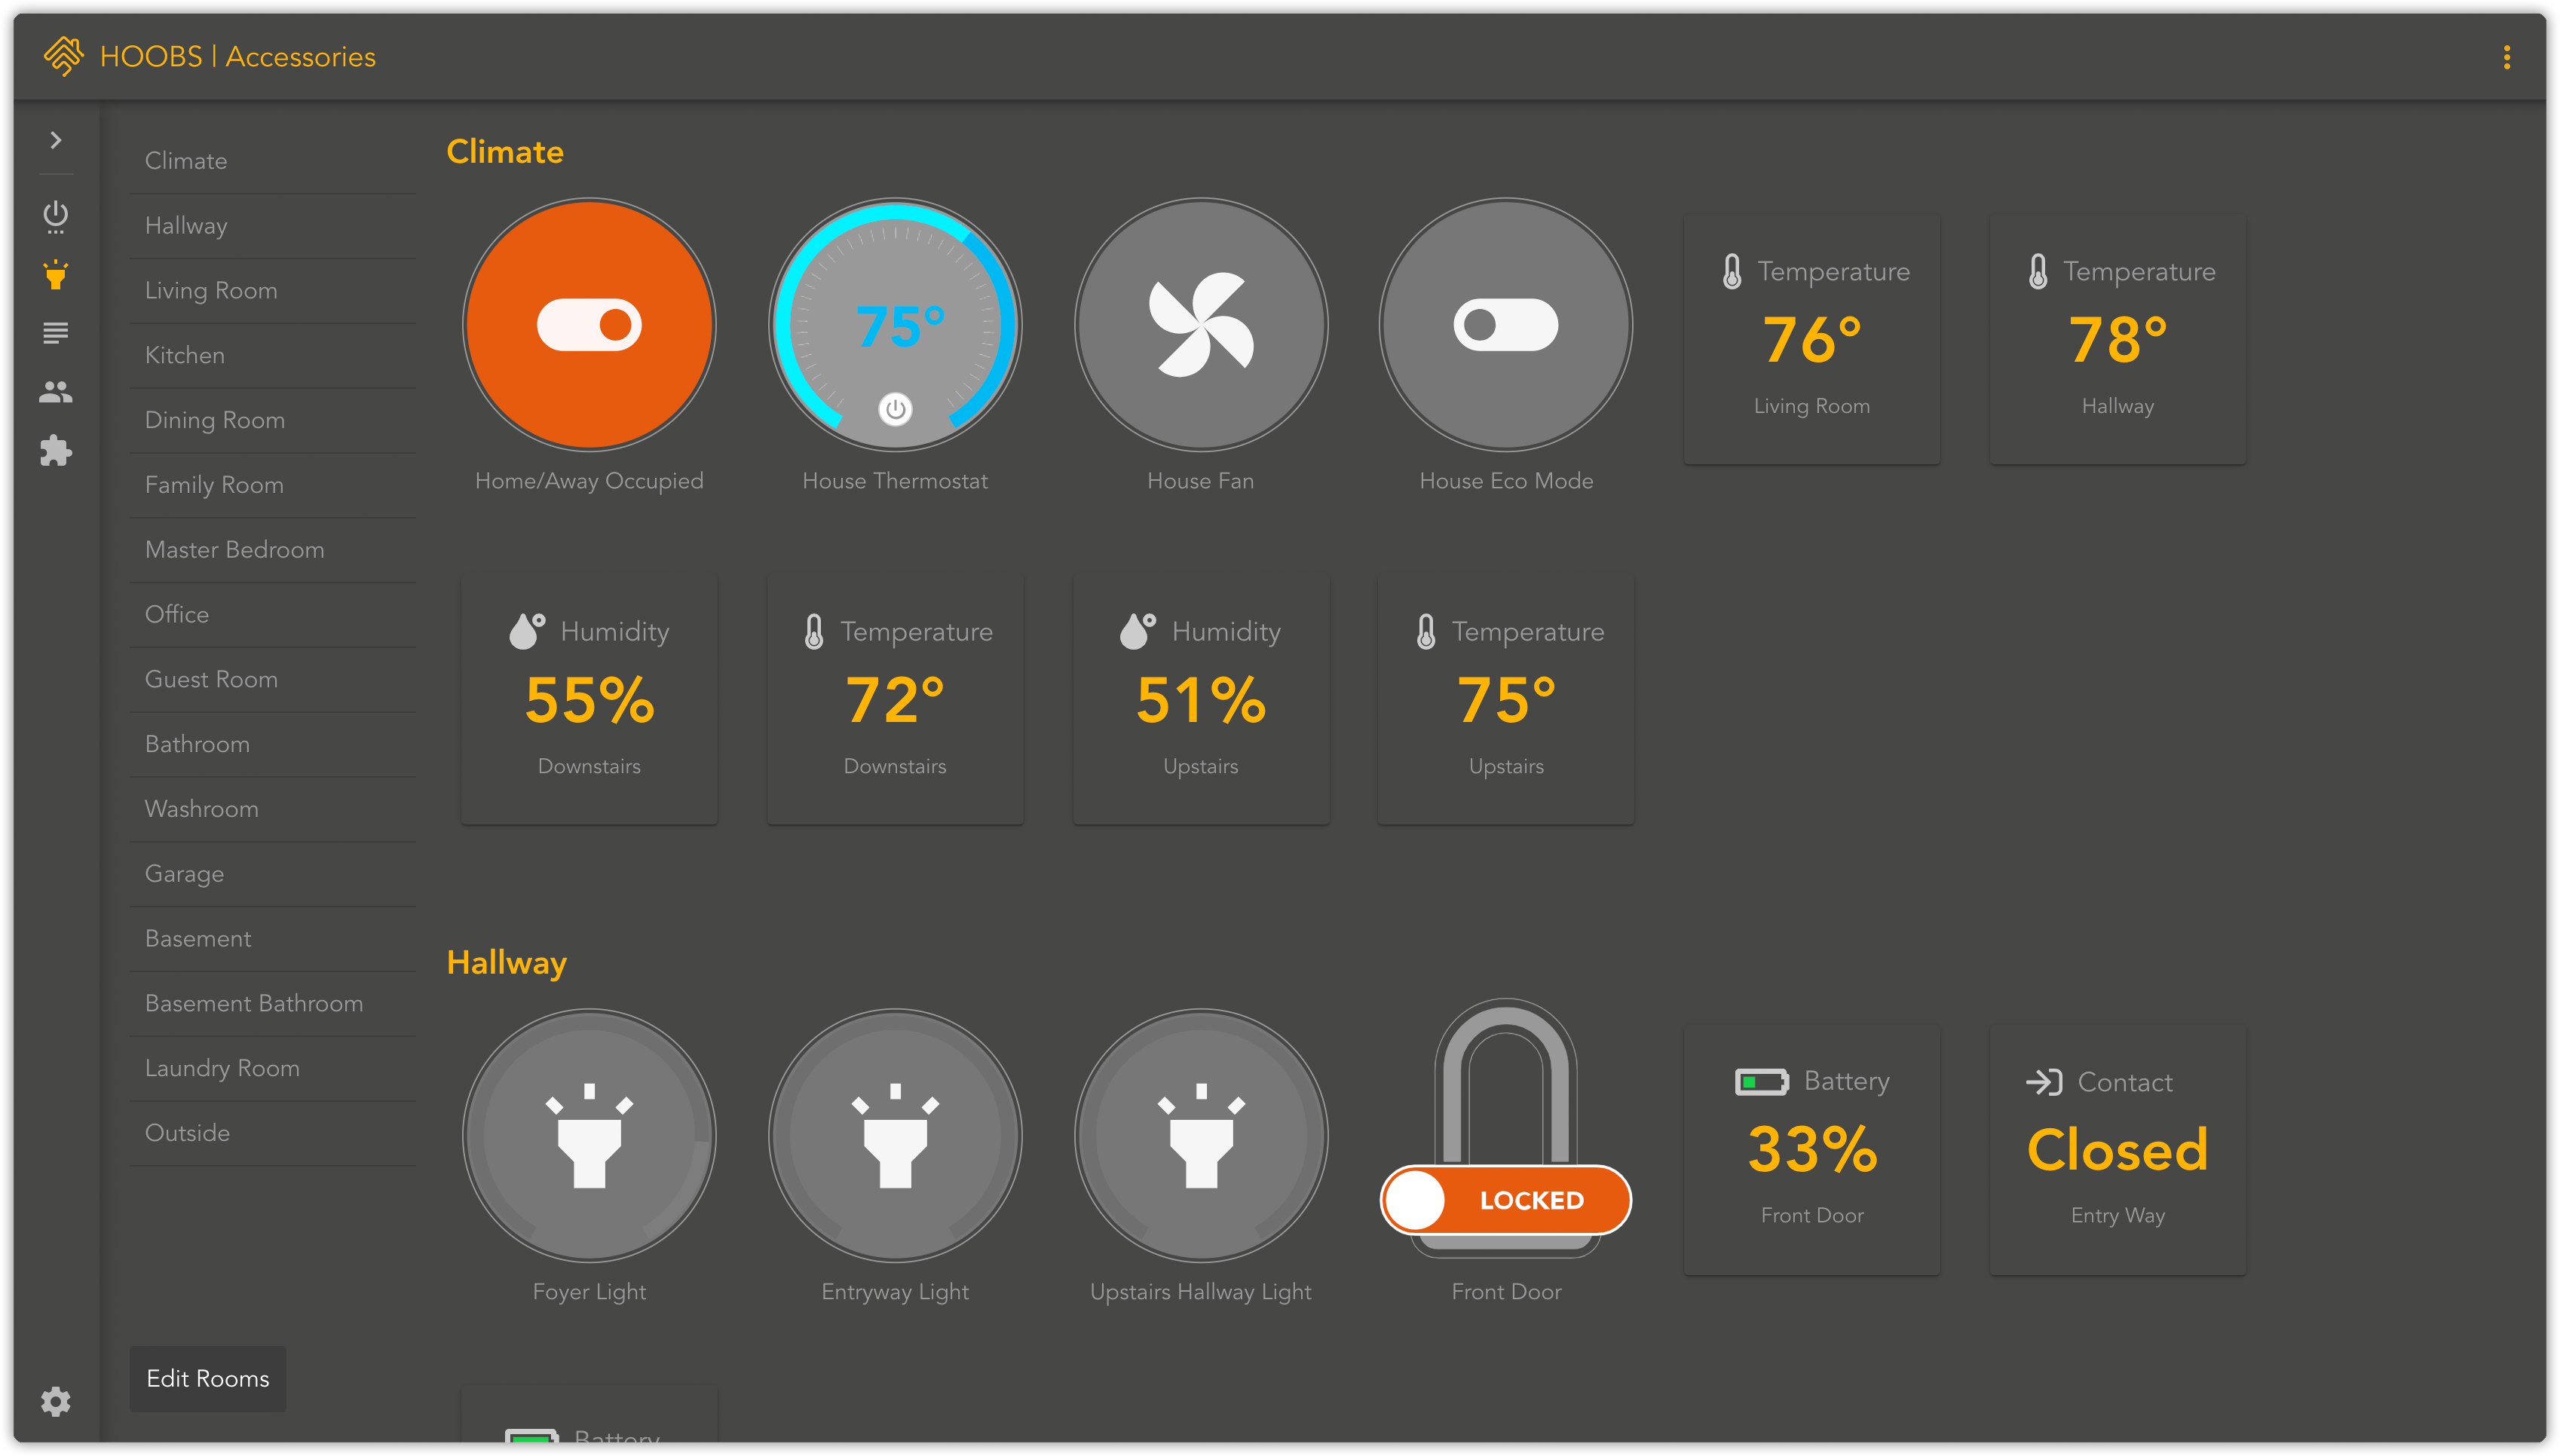 HOOBS | Accessories
Climate
Hallway
Living Room
Kitchen
Dining Room
Family Room
Master Bedroom
Office
Guest Room
Bathroom
Washroom
Garage
Basement
Basement Bathroom
Laundry Room
Outside
Edit Rooms
Climate
75°
Home/Away Occupied
House Thermostat
House Fan
House Eco Mode
Temperature
76°
Living Room
Temperature
78°
Hallway
Humidity
55%
Downstairs
Temperature
72°
Downstairs
Humidity
51%
Upstairs
Temperature
75°
Upstairs
Hallway
Foyer Light
Entryway Light
Upstairs Hallway Light
LOCKED
Front Door
Battery
33%
Front Door
Contact
Closed
Entry Way
Battery